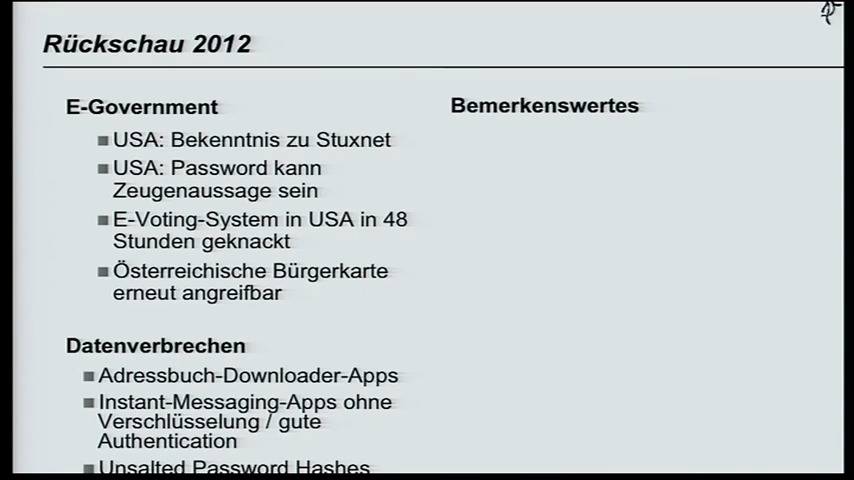 Rückschau 2012
E-Government
USA: Bekenntnis zu Stuxnet
USA: Password kann
Zeugenaussage sein
E-Voting-System in USA in 48
Stunden geknackt
Österreichische Bürgerkarte
erneut angreifbar
Datenverbrechen
Adressbuch-Downloader-Apps
Instant-Messaging-Apps ohne
Verschlüsselung / gute
Authentication
Unsalted Password Hashes
Bemerkenswertes